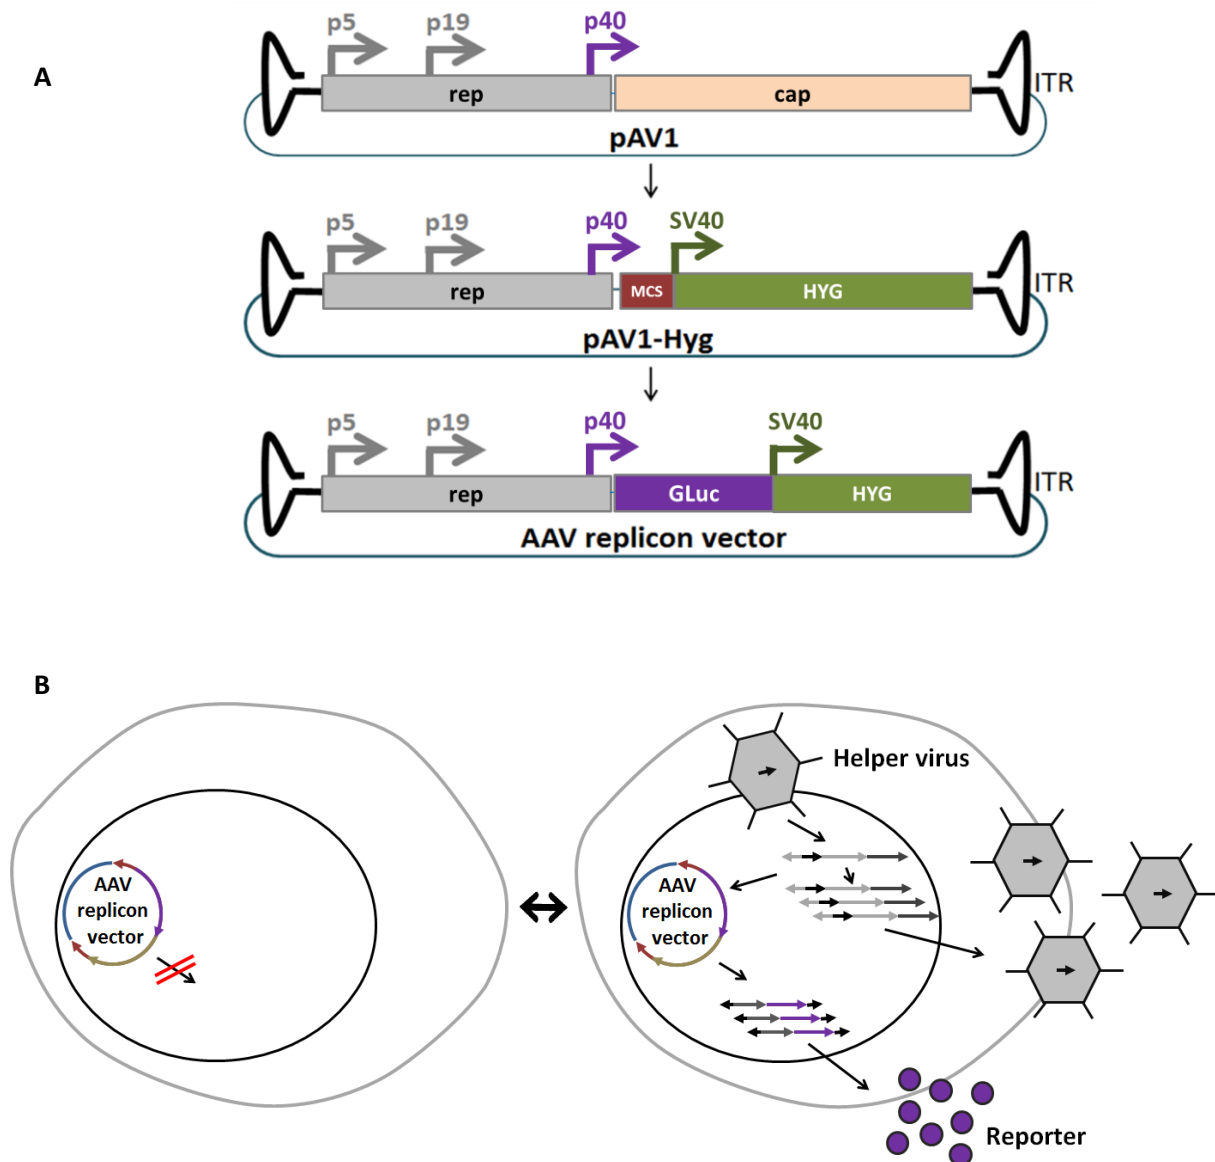 A
p5 p19 p40
rep cap ITR
pAV1
p5 p19 p40 SV40
rep MCS HYG ITR
pAV1-Hyg
p5 p19 p40 SV40
rep GLuc HYG ITR
AAV replicon vector
B
AAV
replicon
vector
Helper virus
AAV
replicon
vector
Reporter